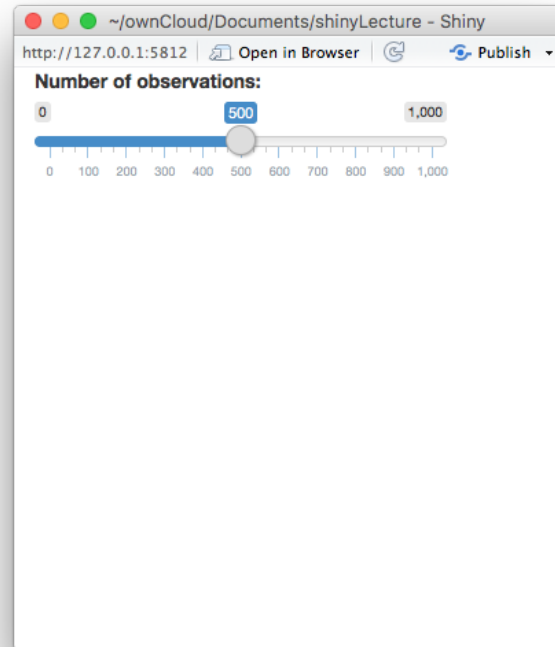 ~/ownCloud/Documents/shinyLecture - Shiny
http://127.0.0.1:5812 Open in Browser Publish
Number of observations:
0 500 1,000
0 100 200 300 400 500 600 700 800 900 1,000